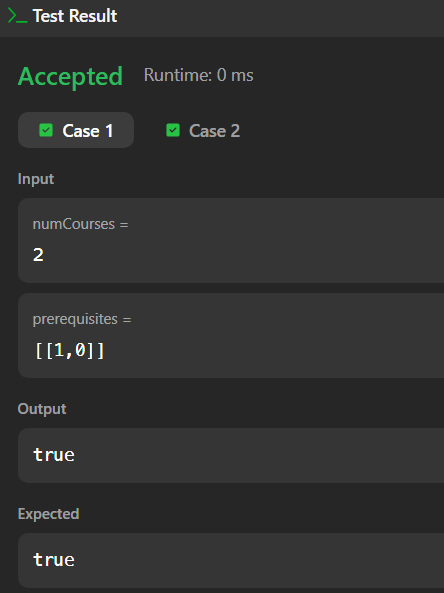 Test Result
Accepted Runtime: 0 ms
Case 1 Case 2
Input
numCourses =
2
prerequisites =
[[1,0]]
Output
true
Expected
true